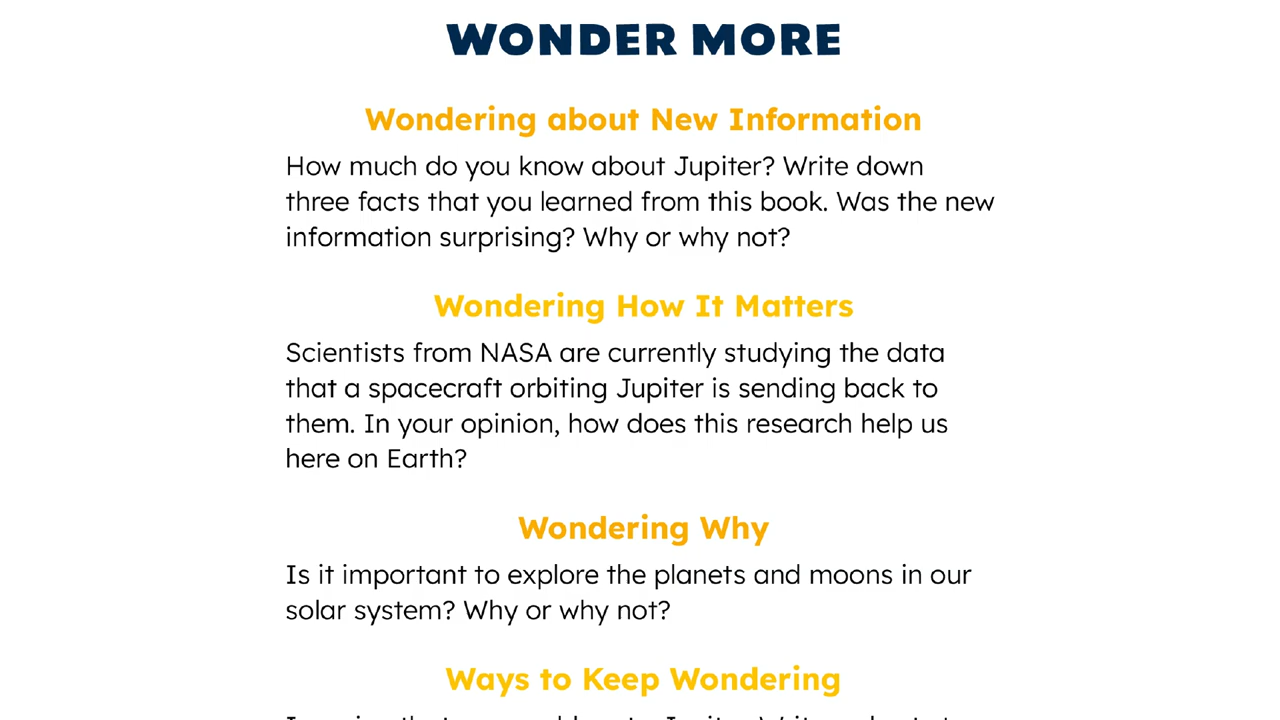 WONDER MORE
Wondering about New Information
How much do you know about Jupiter? Write down
three facts that you learned from this book. Was the new
information surprising? Why or why not?
Wondering How It Matters
Scientists from NASA are currently studying the data
that a spacecraft orbiting Jupiter is sending back to
them. In your opinion, how does this research help us
here on Earth?
Wondering Why
Is it important to explore the planets and moons in our
solar system? Why or why not?
Ways to Keep Wondering